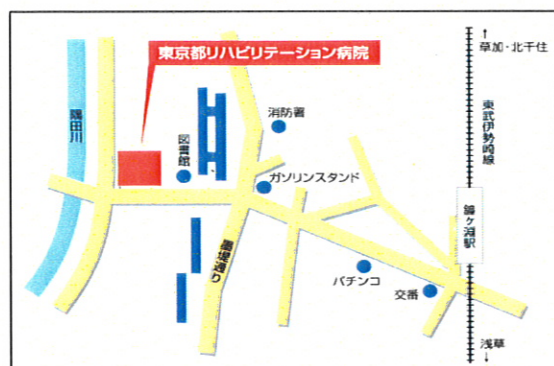 東京都リハビリテーション病院
↑
草加・北千住
東武伊勢崎線
隅田川
消防署
図書館
ガソリンスタンド
鐘ヶ淵駅
墨堤通り
パチンコ
交番
浅草
↓